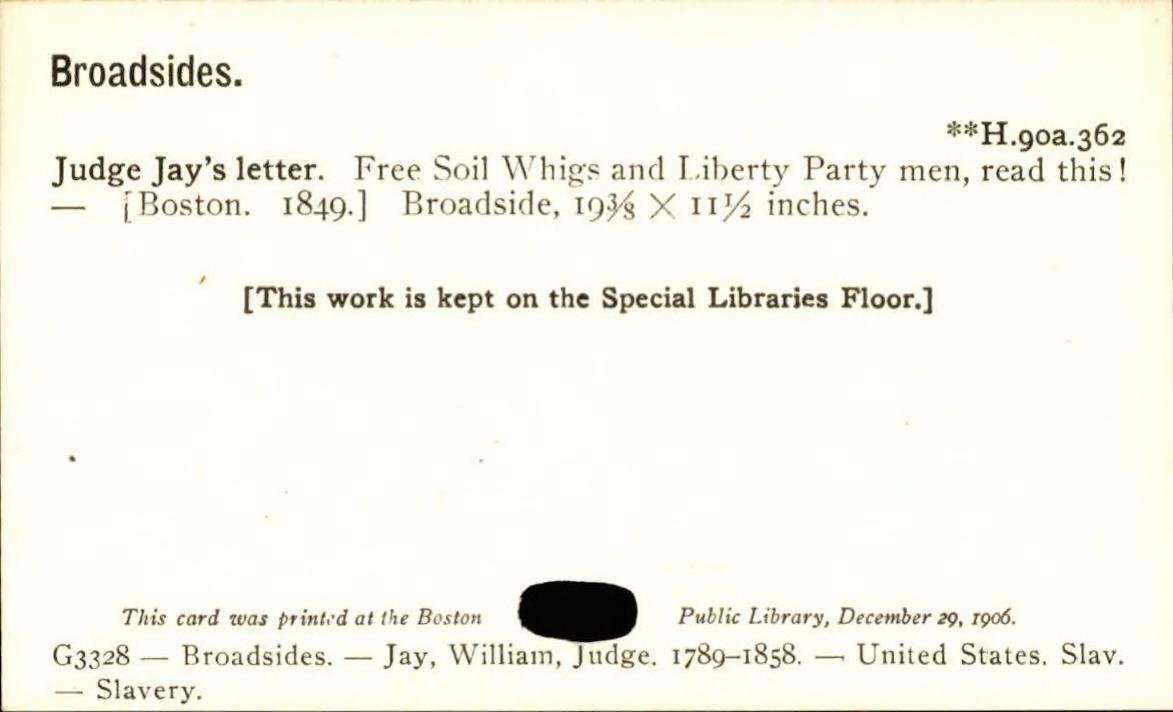 Broadsides.
**H.90a.362
Judge Jay's letter. Free Soil Whigs and Liberty Party men, read this!
— [Boston. 1849.] Broadside, 19⅜ × 11½ inches.
[This work is kept on the Special Libraries Floor.]
This card was printed at the Boston Public Library, December 29, 1906.
G3328 — Broadsides. — Jay, William, Judge. 1789–1858. — United States. Slav.
— Slavery.